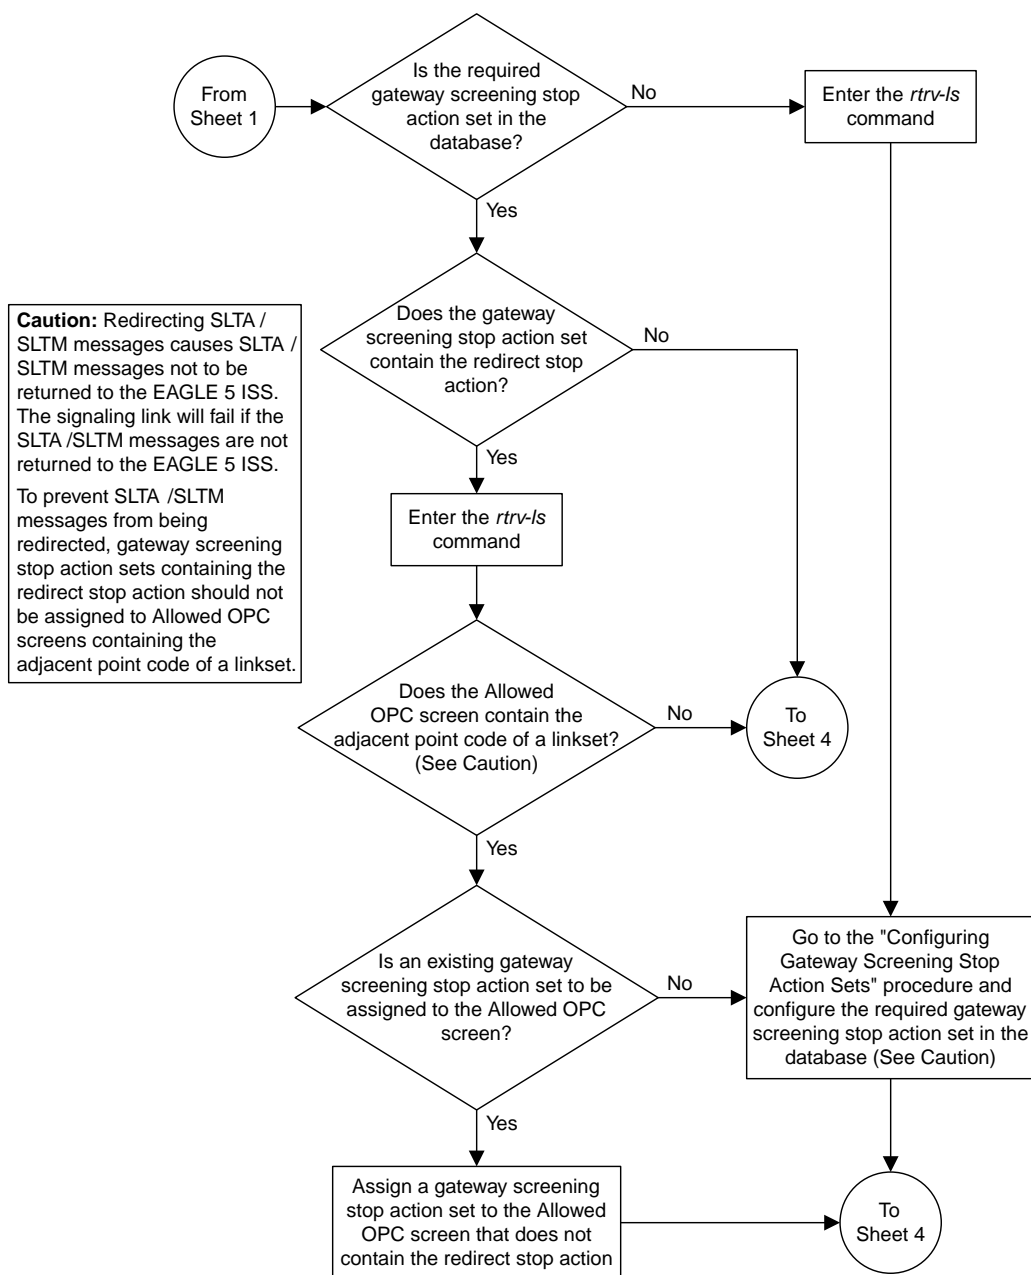 From
Sheet 1
Is the required
gateway screening stop
action set in the
database?
No
Enter the rtrv-ls
command
Yes
Does the gateway
screening stop action set
contain the redirect stop
action?
No
Yes
Caution: Redirecting SLTA /
SLTM messages causes SLTA /
SLTM messages not to be
returned to the EAGLE 5 ISS.
The signaling link will fail if the
SLTA /SLTM messages are not
returned to the EAGLE 5 ISS.
To prevent SLTA /SLTM
messages from being
redirected, gateway screening
stop action sets containing the
redirect stop action should not
be assigned to Allowed OPC
screens containing the
adjacent point code of a linkset.
Enter the rtrv-ls
command
Does the Allowed
OPC screen contain the
adjacent point code of a linkset?
(See Caution)
No
To
Sheet 4
Yes
Is an existing gateway
screening stop action set to be
assigned to the Allowed OPC
screen?
No
Go to the "Configuring
Gateway Screening Stop
Action Sets" procedure and
configure the required gateway
screening stop action set in the
database (See Caution)
Yes
Assign a gateway screening
stop action set to the Allowed
OPC screen that does not
contain the redirect stop action
To
Sheet 4